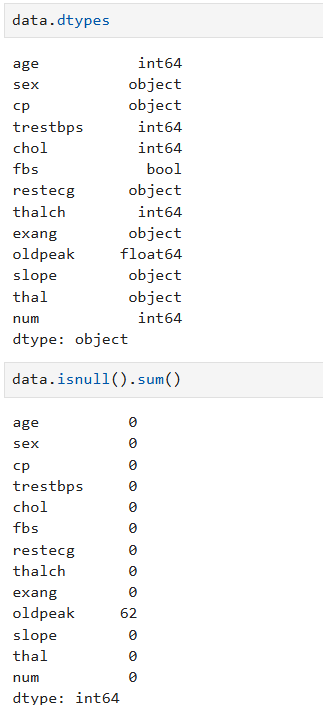 data.dtypes
age int64
sex object
cp object
trestbps int64
chol int64
fbs bool
restecg object
thalch int64
exang object
oldpeak float64
slope object
thal object
num int64
dtype: object
data.isnull().sum()
age 0
sex 0
cp 0
trestbps 0
chol 0
fbs 0
restecg 0
thalch 0
exang 0
oldpeak 62
slope 0
thal 0
num 0
dtype: int64